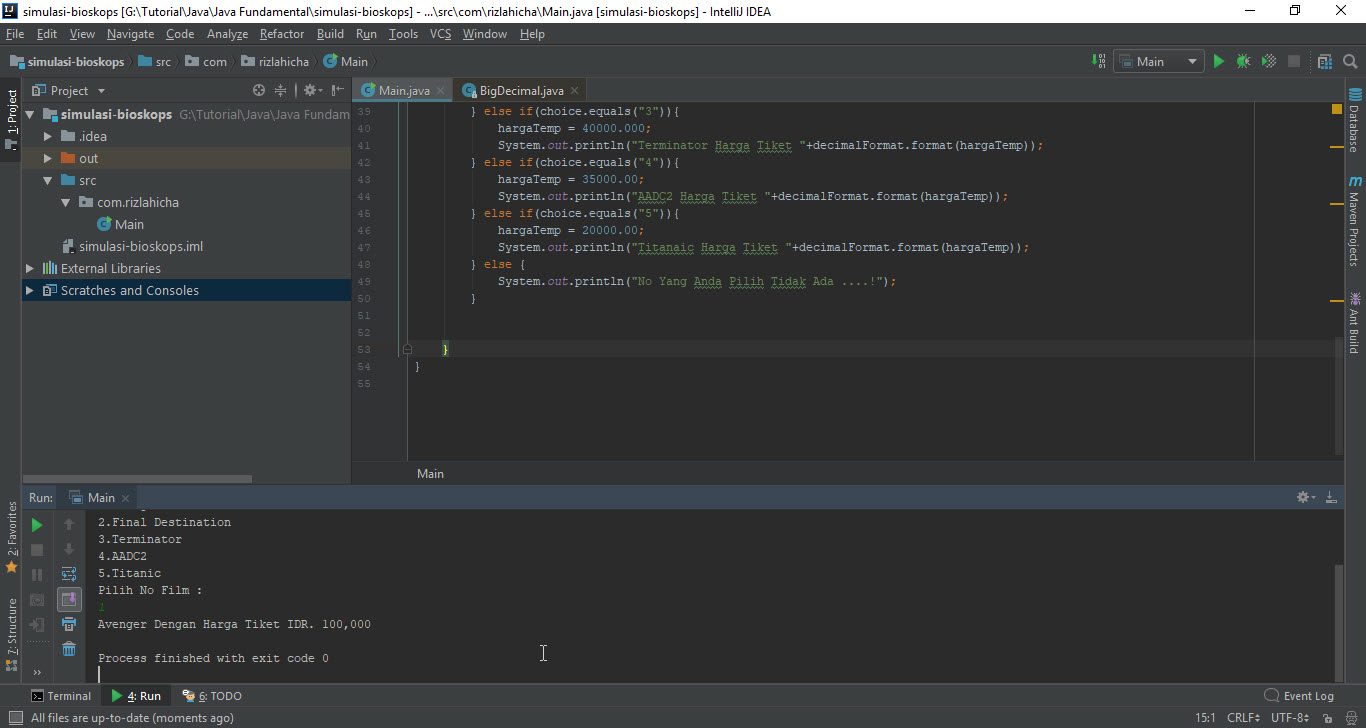 simulasi-bioskops [G:\Tutorial\Java\Java Fundamental\simulasi-bioskops] - ...\src\com\rizlahicha\Main.java [simulasi-bioskops] - IntelliJ IDEA
File Edit View Navigate Code Analyze Refactor Build Run Tools VCS Window Help
simulasi-bioskops src com rizlahicha Main
Main
1: Project
Project
simulasi-bioskops G:\Tutorial\Java\Java Fundam
.idea
out
src
com.rizlahicha
Main
simulasi-bioskops.iml
External Libraries
Scratches and Consoles
Main.java BigDecimal.java
39 } else if(choice.equals("3")){
40 hargaTemp = 40000.000;
41 System.out.println("Terminator Harga Tiket "+decimalFormat.format(hargaTemp));
42 } else if(choice.equals("4")){
43 hargaTemp = 35000.00;
44 System.out.println("AADC2 Harga Tiket "+decimalFormat.format(hargaTemp));
45 } else if(choice.equals("5")){
46 hargaTemp = 20000.00;
47 System.out.println("Titanaic Harga Tiket "+decimalFormat.format(hargaTemp));
48 } else {
49 System.out.println("No Yang Anda Pilih Tidak Ada ....!");
50 }
51
52
53 }
54 }
55
Main
Database
Maven Projects
Ant Build
2: Favorites
7: Structure
Run: Main
2.Final Destination
3.Terminator
4.AADC2
5.Titanic
Pilih No Film :
1
Avenger Dengan Harga Tiket IDR. 100,000
Process finished with exit code 0
Terminal 4: Run 6: TODO Event Log
All files are up-to-date (moments ago) 15:1 CRLF UTF-8